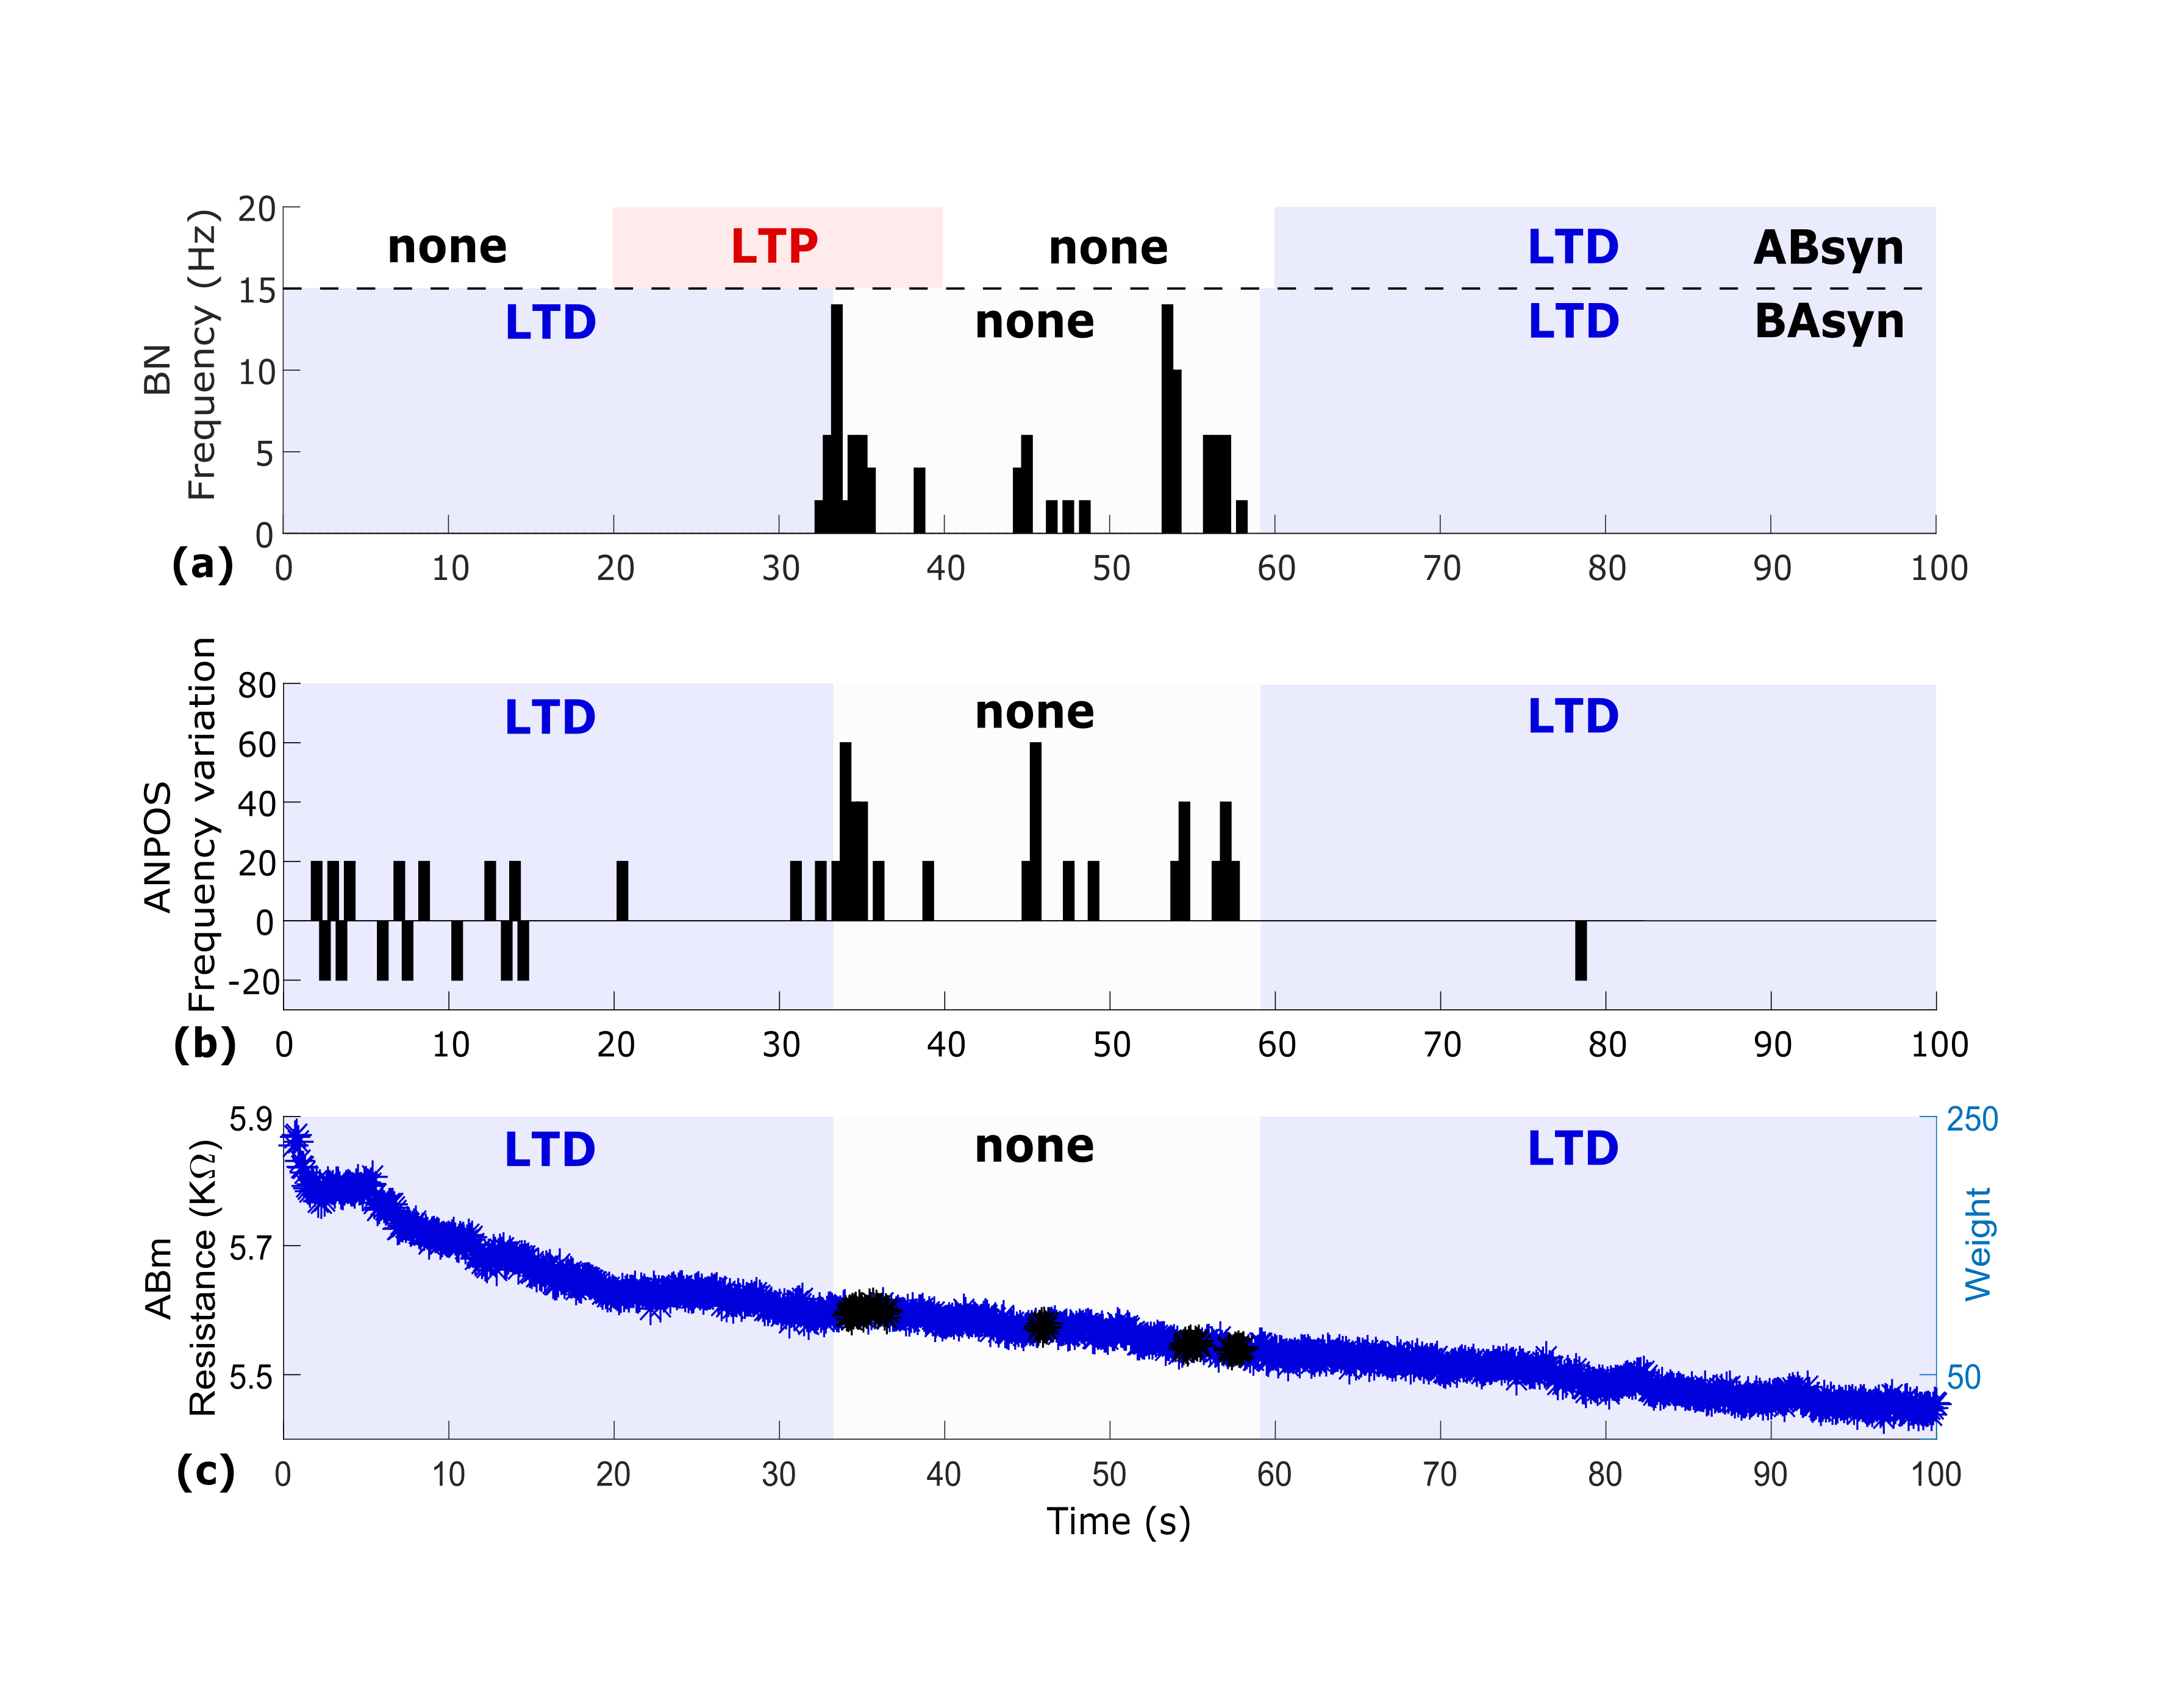 20
15
10
5
0
BN
Frequency (Hz)
none
LTP
none
LTD
ABsyn
LTD
none
LTD
BAsyn
(a)
0 10 20 30 40 50 60 70 80 90 100
80
60
40
20
0
-20
ANPOS
Frequency variation
LTD
none
LTD
(b)
0 10 20 30 40 50 60 70 80 90 100
5.9
5.7
5.5
ABm
Resistance (KΩ)
LTD
none
LTD
250
50
Weight
(c)
0 10 20 30 40 50 60 70 80 90 100
Time (s)